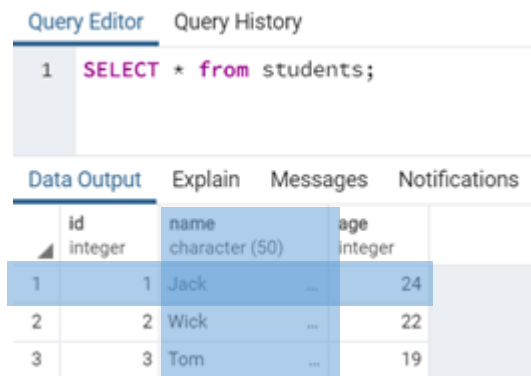 Query Editor Query History
1 SELECT * from students;
Data Output Explain Messages Notifications
id name age
integer character (50) integer
1 1 Jack ... 24
2 2 Wick ... 22
3 3 Tom ... 19